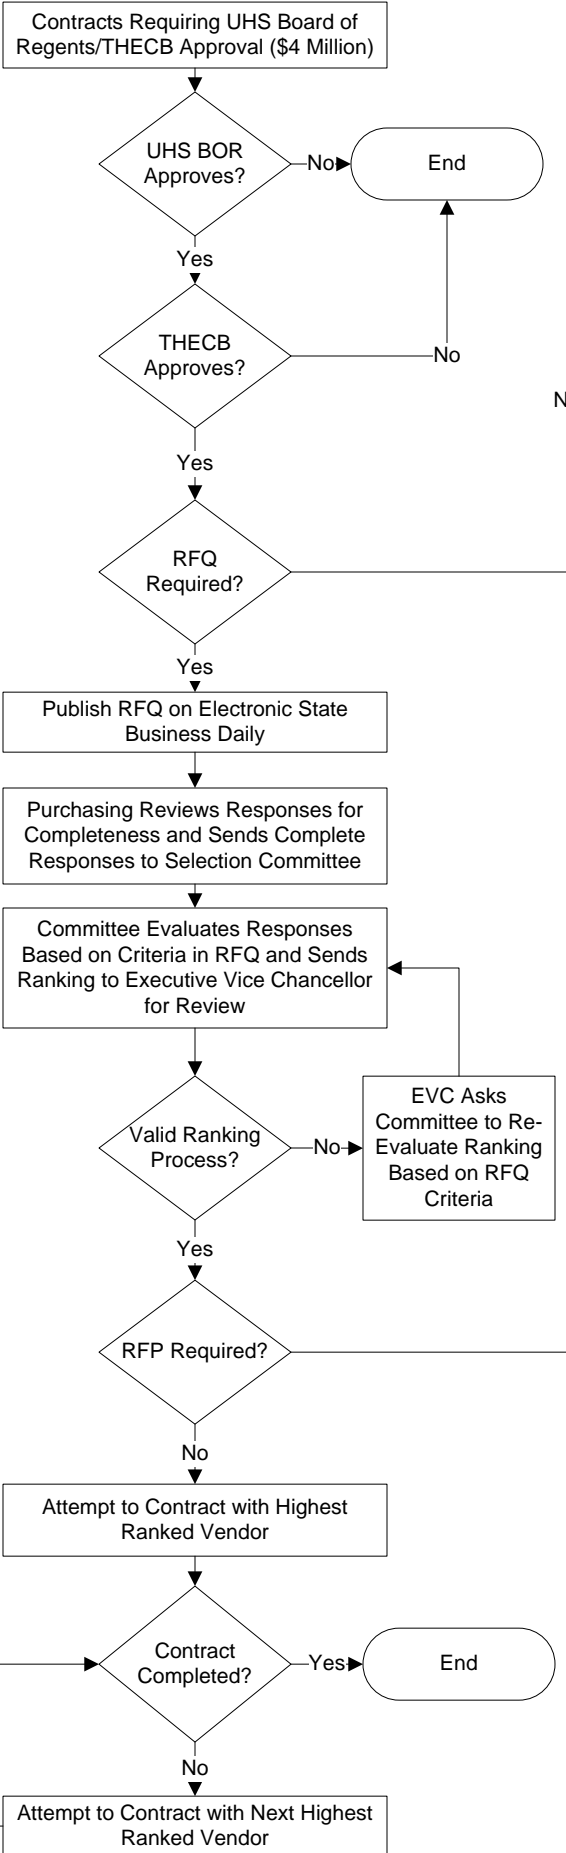 Contracts Requiring UHS Board of
Regents/THECB Approval ($4 Million)
UHS BOR
Approves?
No
End
Yes
THECB
Approves?
No
N
Yes
RFQ
Required?
Yes
Publish RFQ on Electronic State
Business Daily
Purchasing Reviews Responses for
Completeness and Sends Complete
Responses to Selection Committee
Committee Evaluates Responses
Based on Criteria in RFQ and Sends
Ranking to Executive Vice Chancellor
for Review
EVC Asks
Committee to Re-
Evaluate Ranking
Based on RFQ
Criteria
Valid Ranking
Process?
No
Yes
RFP Required?
No
Attempt to Contract with Highest
Ranked Vendor
Contract
Completed?
Yes
End
No
Attempt to Contract with Next Highest
Ranked Vendor